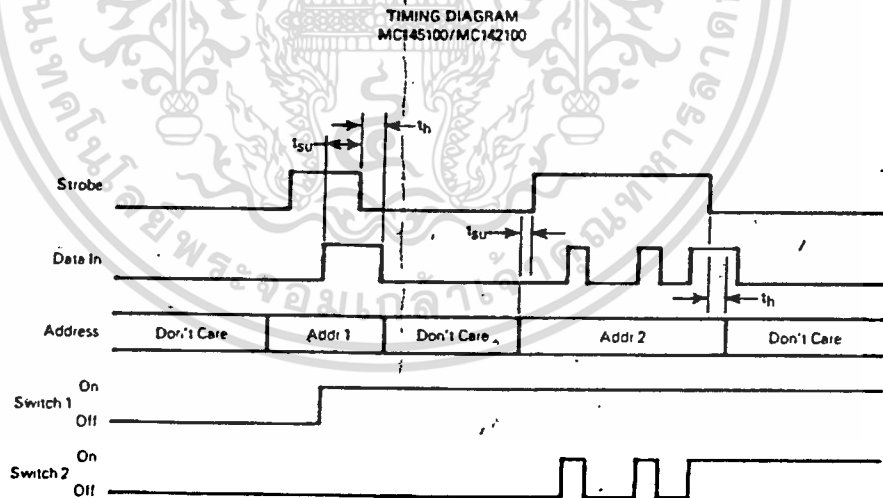 TIMING DIAGRAM
MC145100/MC142100
th
tsu
Strobe
tsu
Data In
th
Address Don't Care Addr 1 Don't Care Addr 2 Don't Care
On
Switch 1
Off
On
Switch 2
Off